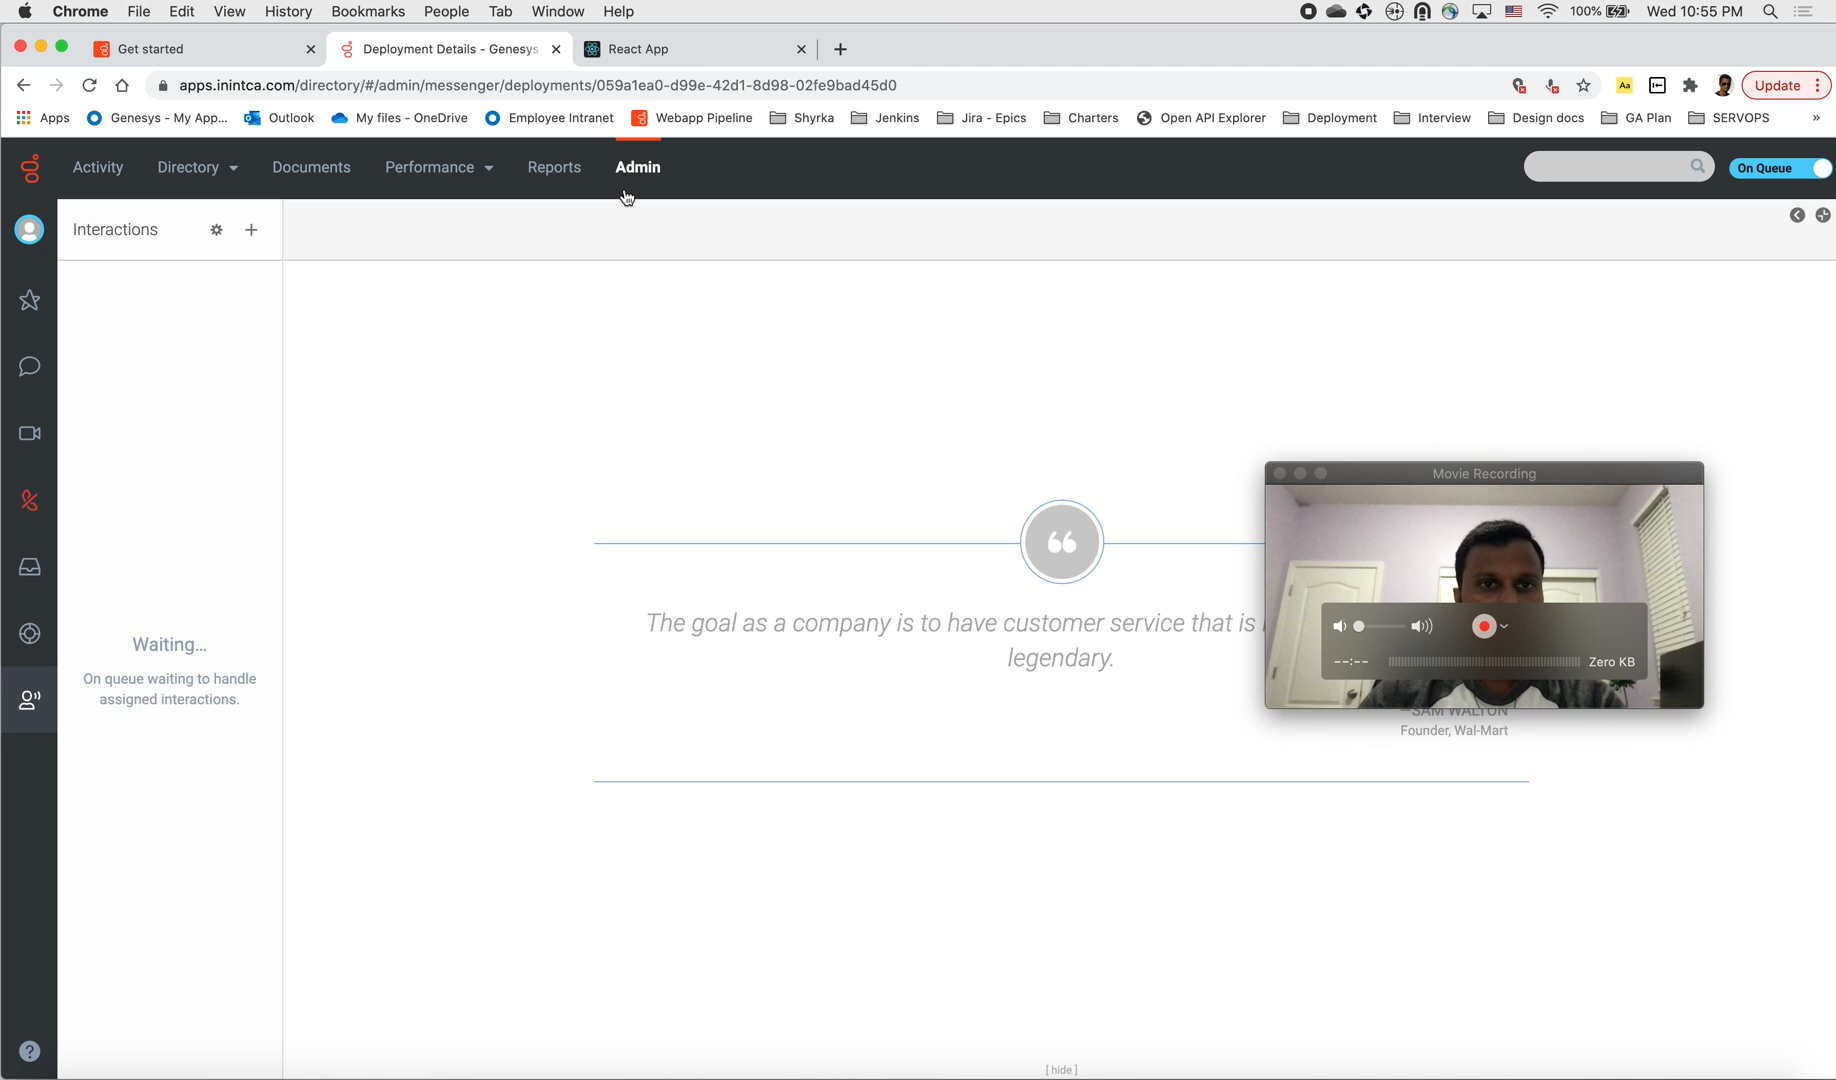 Chrome File Edit View History Bookmarks People Tab Window Help 100% Wed 10:55 PM
Get started Deployment Details - Genesys React App
apps.inintca.com/directory/#/admin/messenger/deployments/059a1ea0-d99e-42d1-8d98-02fe9bad45d0 Aa Update
Apps Genesys - My App... Outlook My files - OneDrive Employee Intranet Webapp Pipeline Shyrka Jenkins Jira - Epics Charters Open API Explorer Deployment Interview Design docs GA Plan SERVOPS »
Activity Directory Documents Performance Reports Admin On Queue
Interactions
Movie Recording
The goal as a company is to have customer service that is
legendary.
--:-- Zero KB
Waiting...
On queue waiting to handle
assigned interactions.
—SAM WALTON
Founder, Wal-Mart
[ hide ]